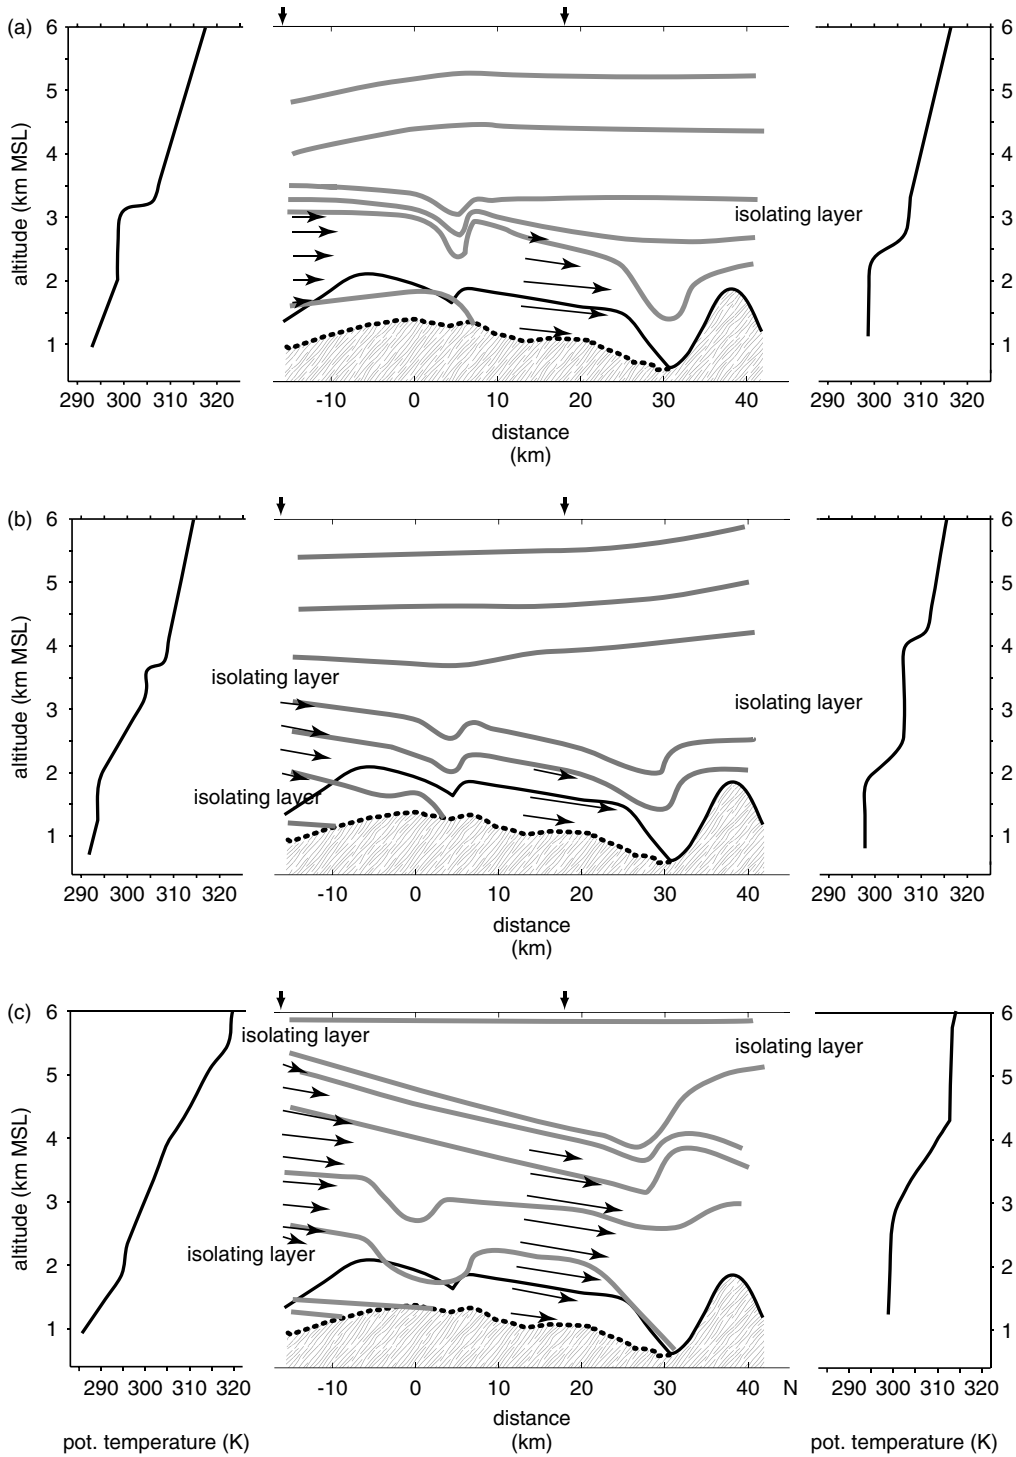 (a)
6
5
4
3
2
1
altitude (km MSL)
290 300 310 320
-10 0 10 20 30 40
distance
(km)
isolating layer
6
5
4
3
2
1
290 300 310 320
(b)
6
5
4
3
2
1
altitude (km MSL)
290 300 310 320
isolating layer
isolating layer
-10 0 10 20 30 40
distance
(km)
isolating layer
6
5
4
3
2
1
290 300 310 320
(c)
6
5
4
3
2
1
altitude (km MSL)
290 300 310 320
pot. temperature (K)
isolating layer
isolating layer
-10 0 10 20 30 40 N
distance
(km)
isolating layer
6
5
4
3
2
1
290 300 310 320
pot. temperature (K)